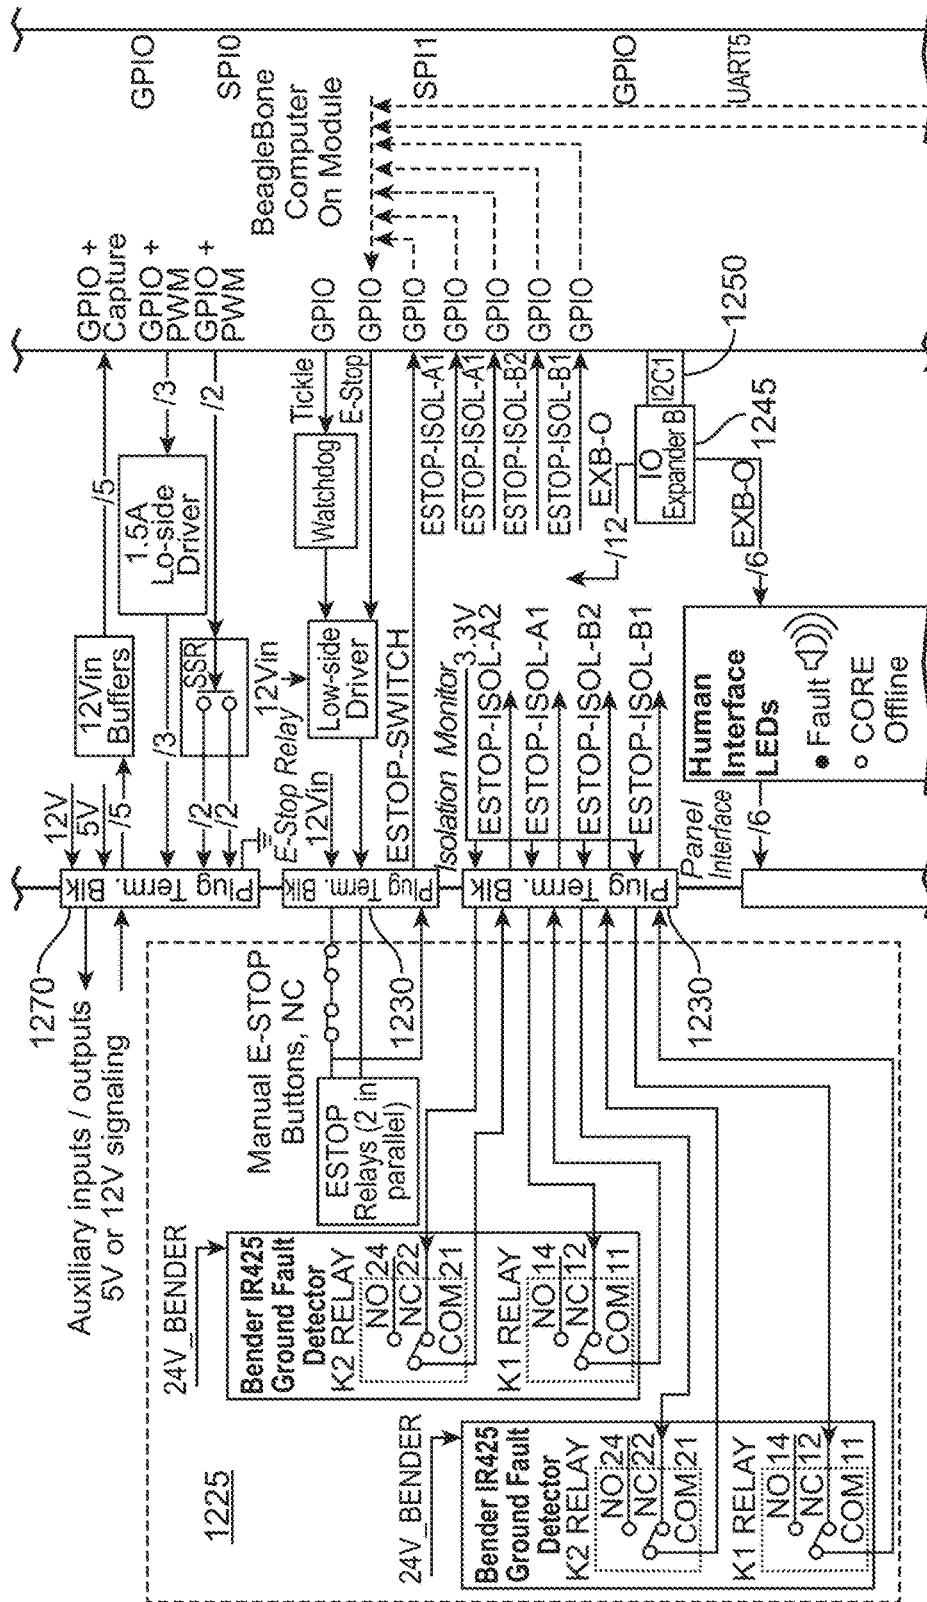 GPIO
SPI0
BeagleBone
Computer
On Module
SPI1
GPIO
UART5
GPIO +
Capture
GPIO +
PWM
GPIO +
PWM
GPIO
GPIO
GPIO
GPIO
GPIO
GPIO
GPIO
1250
/5
/3
/2
Tickle
E-Stop
ESTOP-ISOL-A1
ESTOP-ISOL-A1
ESTOP-ISOL-B2
ESTOP-ISOL-B1
I2C1
1245
12Vin
Buffers
1.5A
Lo-side
Driver
SSR
Watchdog
Low-side
Driver
12Vin
EXB-O
/12
IO
Expander B
EXB-O
/6
12V
5V
/5
/3
/2
/2
E-Stop Relay
12Vin
ESTOP-SWITCH
Isolation Monitor
3.3V
ESTOP-ISOL-A2
ESTOP-ISOL-A1
ESTOP-ISOL-B2
ESTOP-ISOL-B1
Human
Interface
LEDs
Fault
CORE
Offline
Panel
Interface
/6
Plug
Term.
Blk
Plug
Term.
Blk
Plug
Term.
Blk
1270
1230
1230
Auxiliary inputs / outputs
5V or 12V signaling
Manual E-STOP
Buttons, NC
ESTOP
Relays (2 in
parallel)
24V_BENDER
Bender IR425
Ground Fault
Detector
K2 RELAY
NO 24
NC 22
COM 21
K1 RELAY
NO 14
NC 12
COM 11
1225
24V_BENDER
Bender IR425
Ground Fault
Detector
K2 RELAY
NO 24
NC 22
COM 21
K1 RELAY
NO 14
NC 12
COM 11